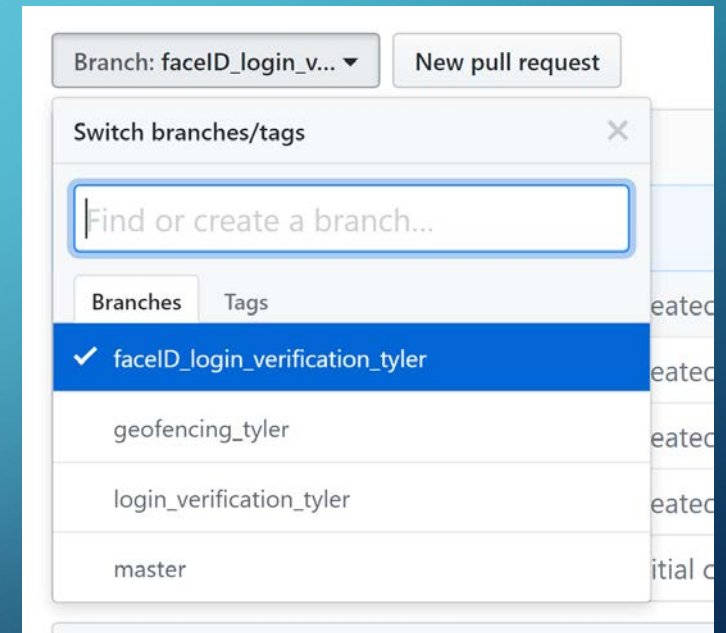 Branch: faceID_login_v... New pull request
Switch branches/tags
Find or create a branch...
Branches Tags
faceID_login_verification_tyler
geofencing_tyler
login_verification_tyler
master